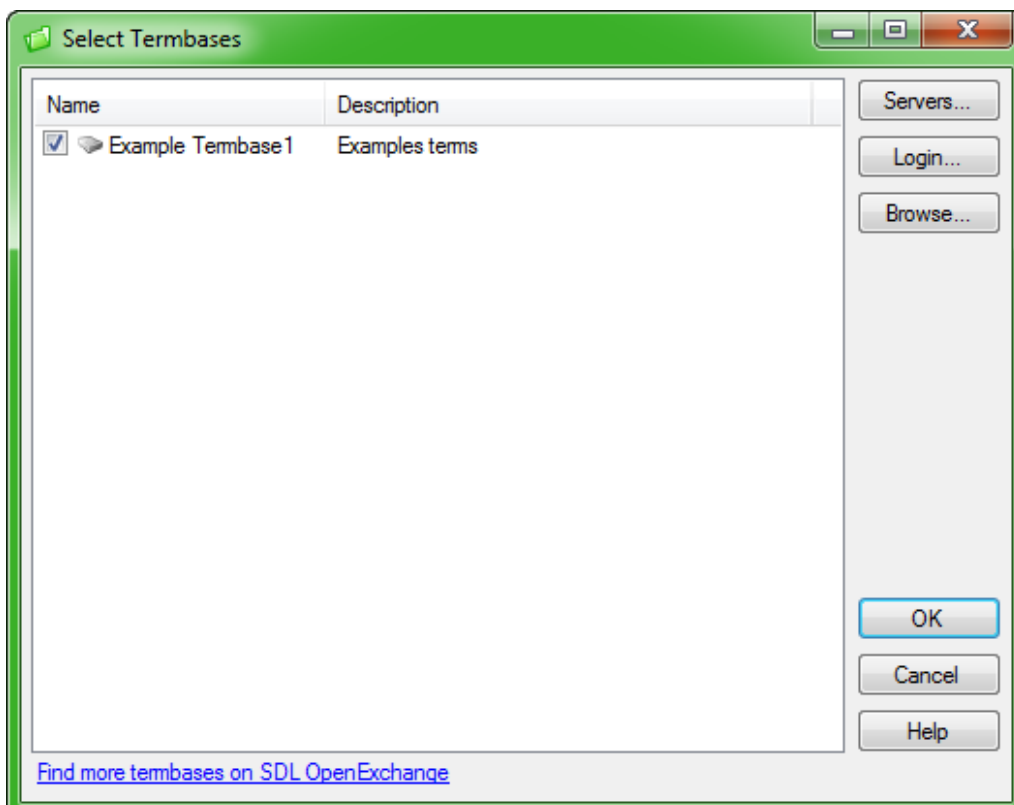 Select Termbases
Name Description
Servers...
Example Termbase1 Examples terms
Login...
Browse...
OK
Cancel
Help
Find more termbases on SDL OpenExchange